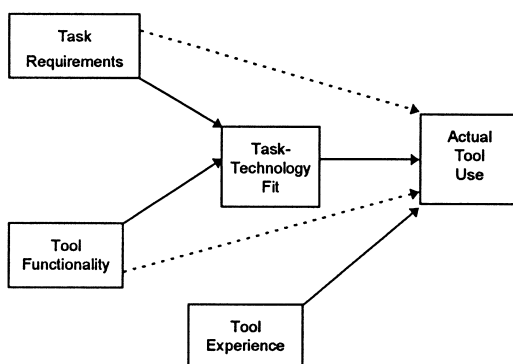 Task
Requirements
Task-
Technology
Fit
Actual
Tool
Use
Tool
Functionality
Tool
Experience